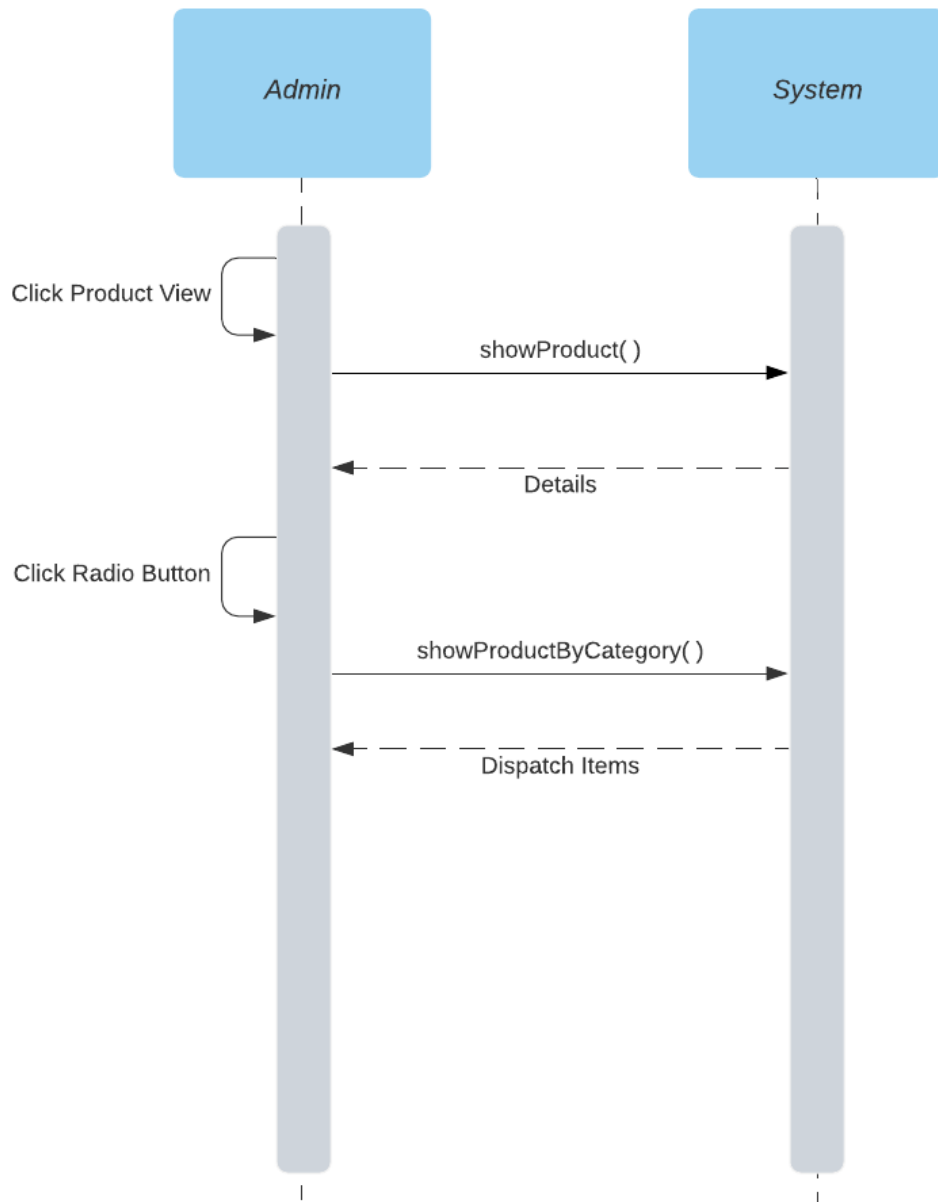 Admin
System
Click Product View
showProduct( )
Details
Click Radio Button
showProductByCategory( )
Dispatch Items